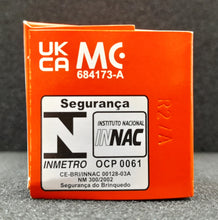 UK CA MC
684173-A
Segurança
INSTITUTO NACIONAL
INNAC
INMETRO OCP 0061
CE-BRI/INNAC 00128-03A
NM 300/2002
Segurança do Brinquedo
R2/A